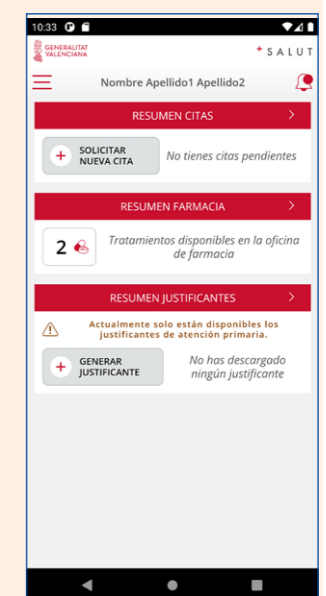 10:33
GENERALITAT
VALENCIANA
+ SALUT
Nombre Apellido1 Apellido2
RESUMEN CITAS >
+ SOLICITAR
NUEVA CITA
No tienes citas pendientes
RESUMEN FARMACIA >
2
Tratamientos disponibles en la oficina
de farmacia
RESUMEN JUSTIFICANTES >
Actualmente solo están disponibles los
justificantes de atención primaria.
+ GENERAR
JUSTIFICANTE
No has descargado
ningún justificante